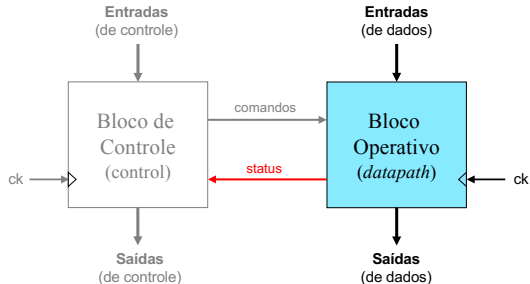 Entradas
(de controle)
Entradas
(de dados)
Bloco de
Controle
(control)
comandos
status
Bloco
Operativo
(datapath)
ck
ck
Saídas
(de controle)
Saídas
(de dados)